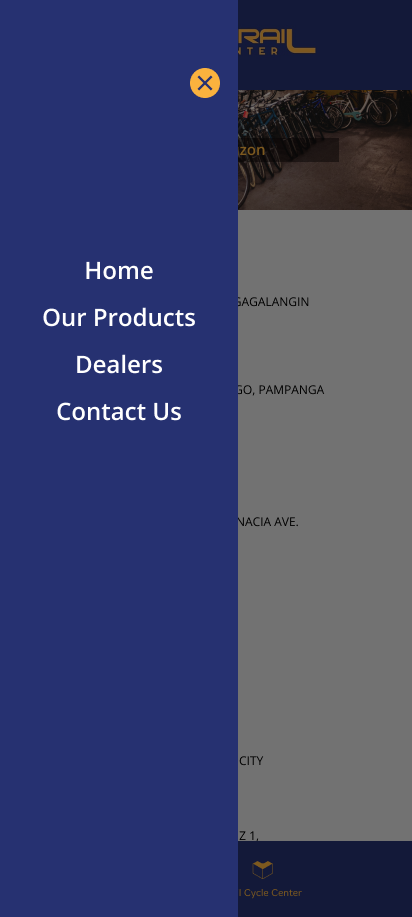 RAIL
NTER
zon
Home
GAGALANGIN
Our Products
Dealers
GO, PAMPANGA
Contact Us
NACIA AVE.
CITY
Z 1,
l Cycle Center